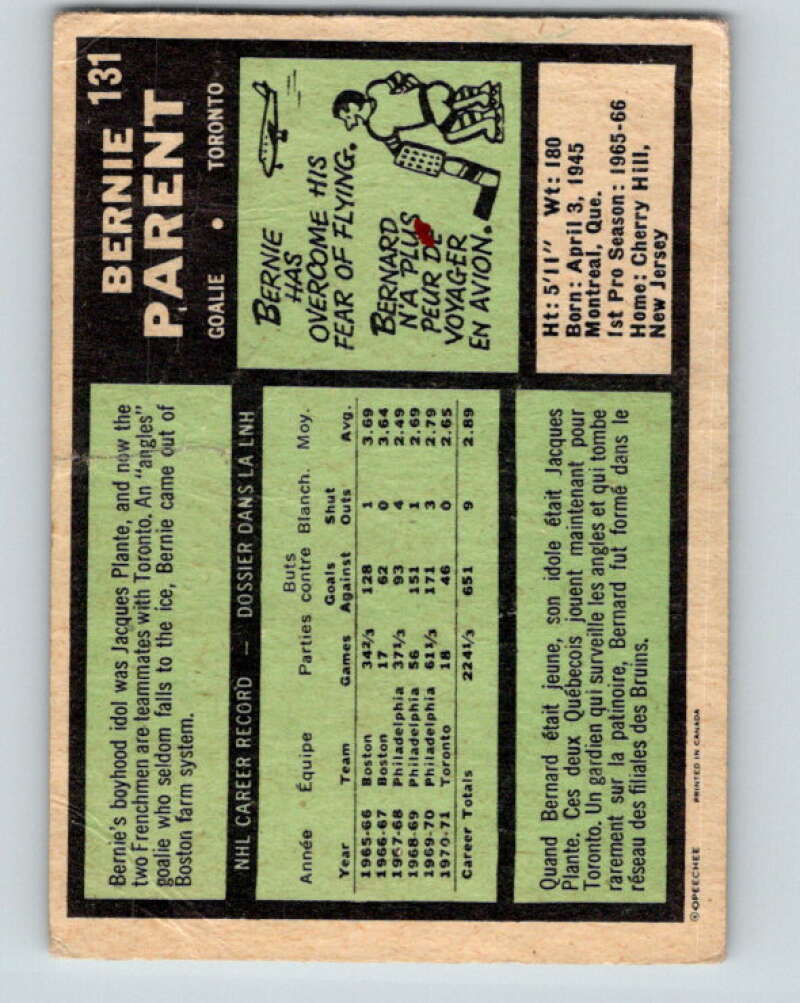 Bernie's boyhood idol was Jacques Plante, and now the
two Frenchmen are teammates with Toronto. An "angles"
goalie who seldom falls to the ice, Bernie came out of
Boston farm system.
BERNIE 131
PARENT
GOALIE • TORONTO
NHL CAREER RECORD — DOSSIER DANS LA LNH
Année Équipe Parties Buts contre Blanch. Moy.
Year Team Games Goals Against Shut Outs Avg.
1965-66 Boston 34⅔ 128 1 3.69
1966-67 Boston 17 62 0 3.64
1967-68 Philadelphia 37⅓ 93 4 2.49
1968-69 Philadelphia 56 151 1 2.69
1969-70 Philadelphia 61⅓ 171 3 2.79
1970-71 Toronto 18 46 0 2.65
Career Totals 224⅓ 651 9 2.89
BERNIE
HAS
OVERCOME HIS
FEAR OF FLYING.
BERNARD
N'A PLUS
PEUR DE
VOYAGER
EN AVION.
Quand Bernard était jeune, son idole était Jacques
Plante. Ces deux Québecois jouent maintenant pour
Toronto. Un gardien qui surveille les angles et qui tombe
rarement sur la patinoire, Bernard fut formé dans le
réseau des filiales des Bruins.
Ht: 5'11" Wt: 180
Born: April 3, 1945
Montreal, Que.
1st Pro Season: 1965-66
Home: Cherry Hill,
New Jersey
©OPEECHEE PRINTED IN CANADA